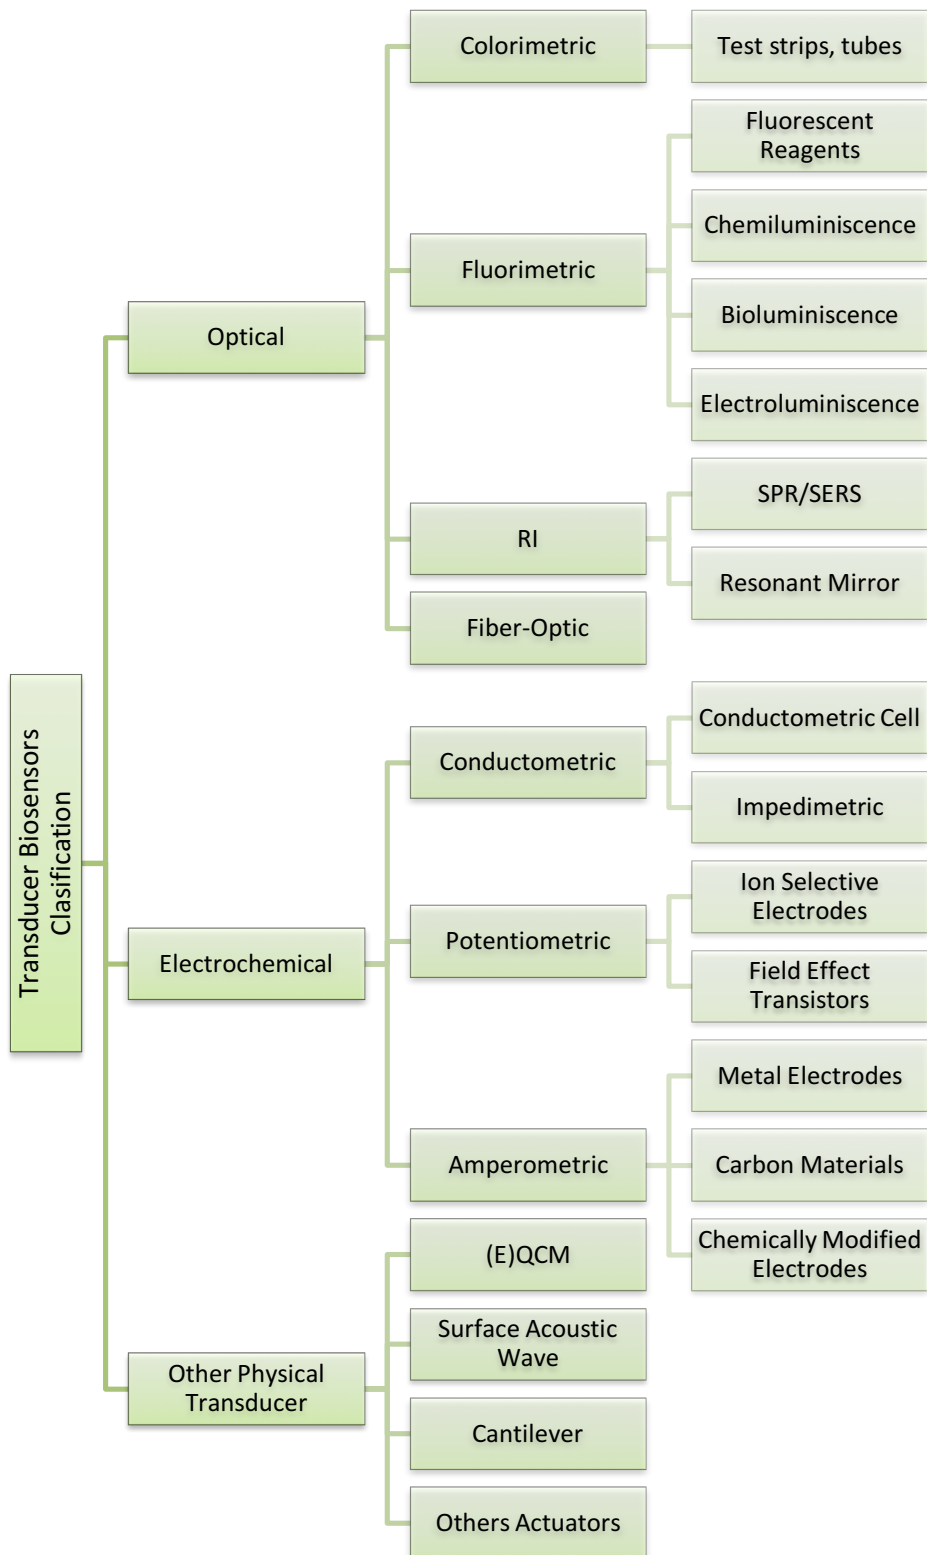 Transducer Biosensors
Clasification
Optical
Colorimetric
Test strips, tubes
Fluorimetric
Fluorescent
Reagents
Chemiluminiscence
Bioluminiscence
Electroluminiscence
RI
SPR/SERS
Resonant Mirror
Fiber-Optic
Electrochemical
Conductometric
Conductometric Cell
Impedimetric
Potentiometric
Ion Selective
Electrodes
Field Effect
Transistors
Amperometric
Metal Electrodes
Carbon Materials
Chemically Modified
Electrodes
Other Physical
Transducer
(E)QCM
Surface Acoustic
Wave
Cantilever
Others Actuators